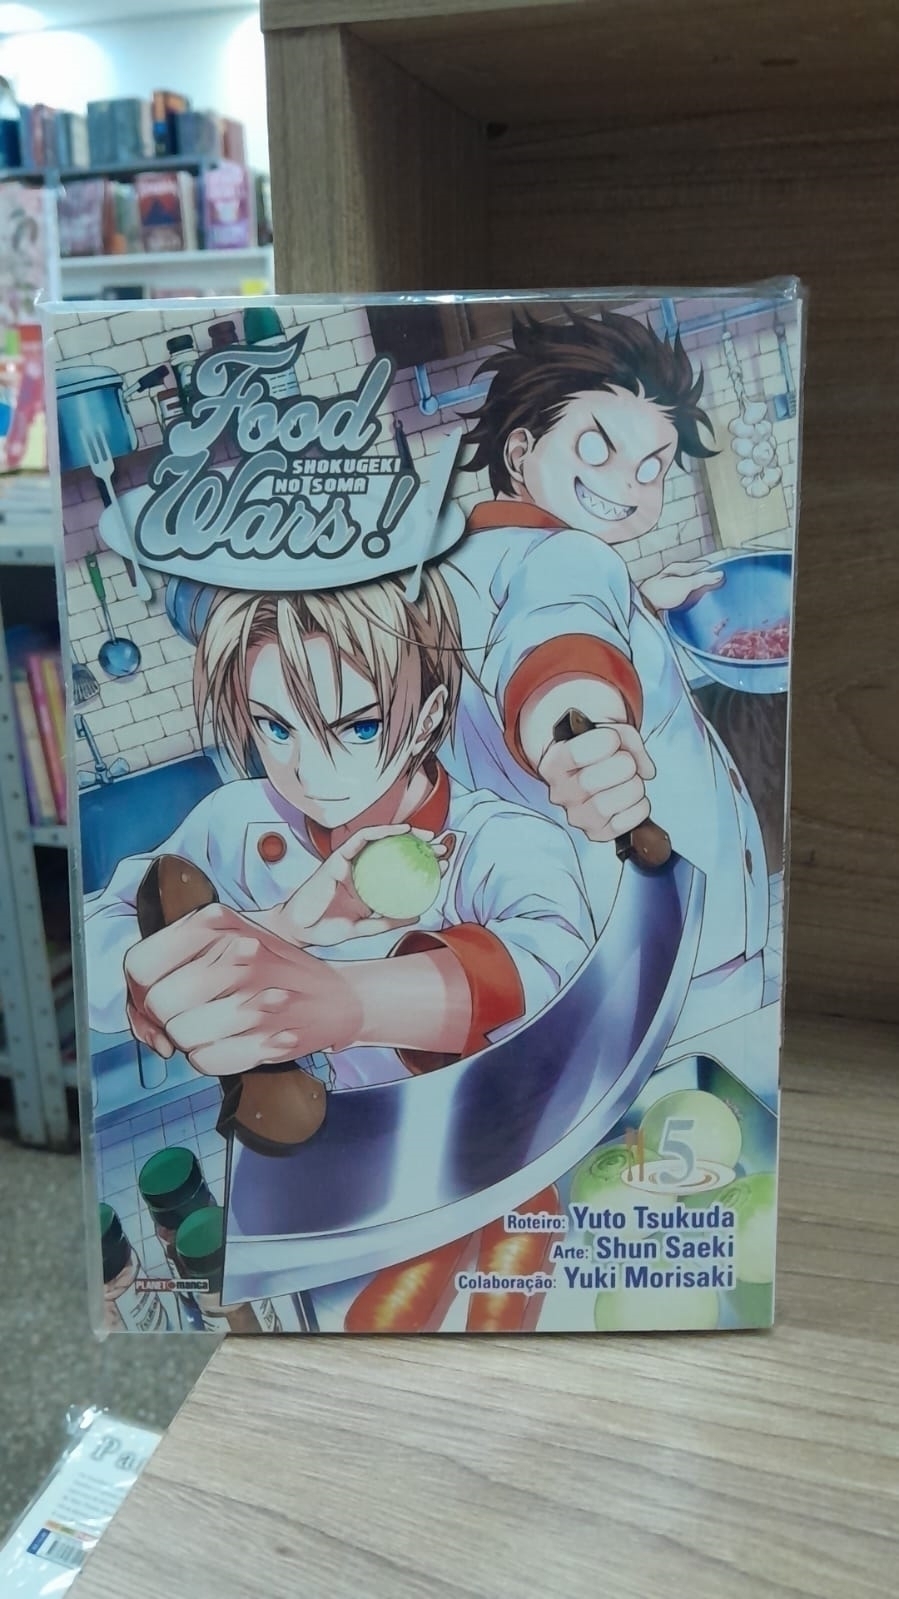 Food
Wars!
SHOKUGEKI
NO SOMA
5
Roteiro: Yuto Tsukuda
Arte: Shun Saeki
Colaboração: Yuki Morisaki
PLANET manga